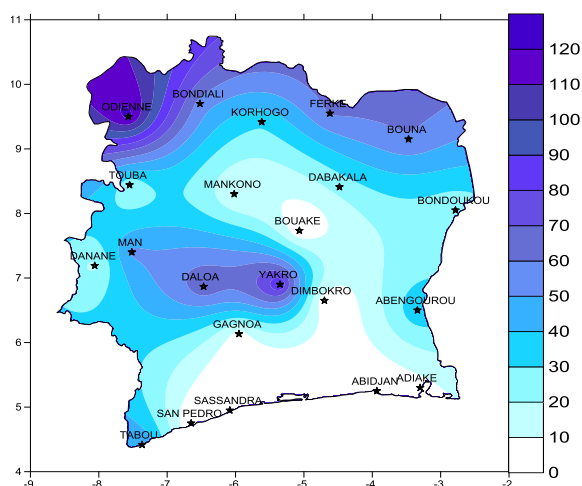 11
10
9
8
7
6
5
4
-9
-8
-7
-6
-5
-4
-3
-2
ODIENNE
BONDIALI
KORHOGO
FERKE
BOUNA
TOUBA
MANKONO
DABAKALA
BONDOUKOU
BOUAKE
MAN
DANANE
DALOA
YAKRO
DIMBOKRO
ABENGOUROU
GAGNOA
ABIDJAN
ADIAKE
SASSANDRA
SAN PEDRO
TABOU
120
110
100
90
80
70
60
50
40
30
20
10
0